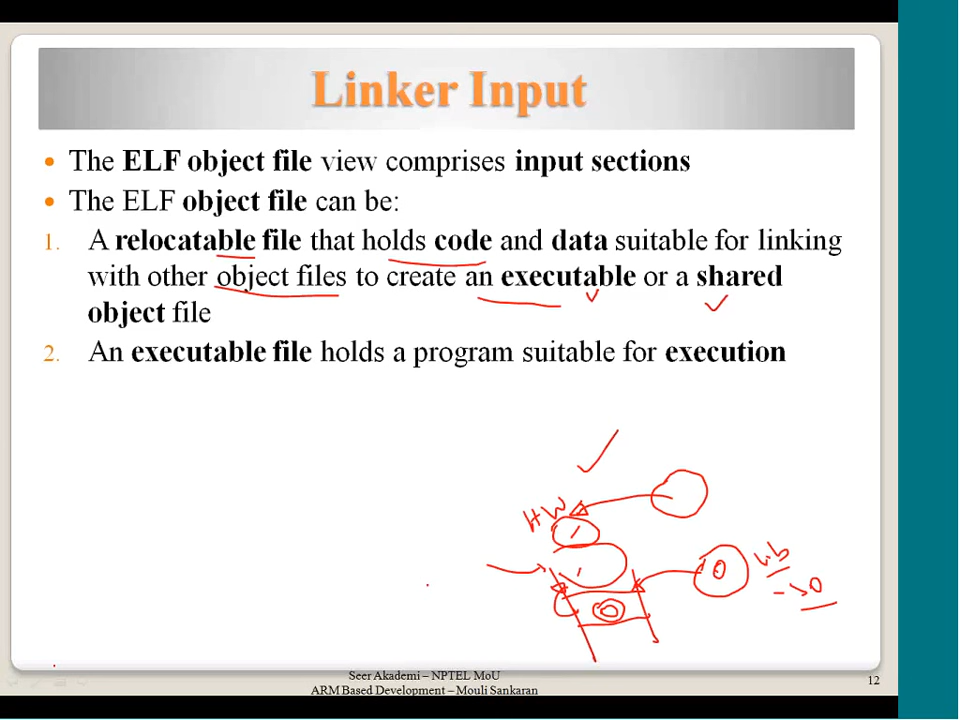 Linker Input
• The ELF object file view comprises input sections
• The ELF object file can be:
1. A relocatable file that holds code and data suitable for linking
with other object files to create an executable or a shared
object file
2. An executable file holds a program suitable for execution
HW
lib
.so
Seer Akademi – NPTEL MoU
ARM Based Development – Mouli Sankaran
12